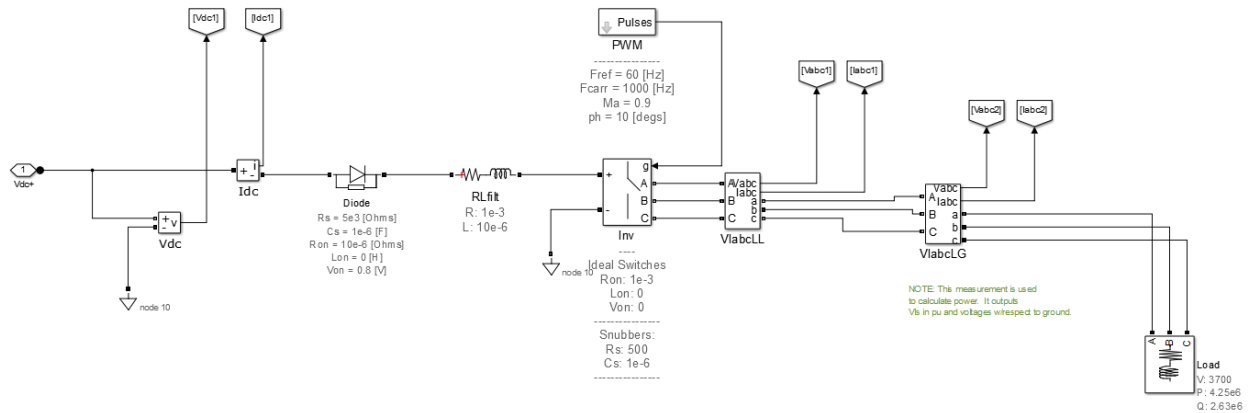 [Vdc1]
[Idc1]
Pulses
PWM
------------------
Fref = 60 [Hz]
Fcarr = 1000 [Hz]
Ma = 0.9
ph = 10 [degs]
------------------
[Vabc1]
[Iabc1]
[Vabc2]
[Iabc2]
1
Vdc+
+
-
i
Idc
+
-
v
Vdc
node 10
Diode
Rs = 5e3 [Ohms]
Cs = 1e-6 [F]
Ron = 10e-6 [Ohms]
Lon = 0 [H]
Von = 0.8 [V]
RLfilt
R: 1e-3
L: 10e-6
g
+
A
B
-
C
Inv
node 10
----
Ideal Switches
Ron: 1e-3
Lon: 0
Von: 0
------------------
Snubbers:
Rs: 500
Cs: 1e-6
------------------
Vabc
A
Iabc
a
B
b
C
c
VIabcLL
Vabc
A
Iabc
B
a
b
C
c
VIabcLG
NOTE: This measurement is used
to calculate power. It outputs
VIs in pu and voltages w/respect to ground.
A
B
C
Load
V: 3700
P: 4.25e6
Q: 2.63e6